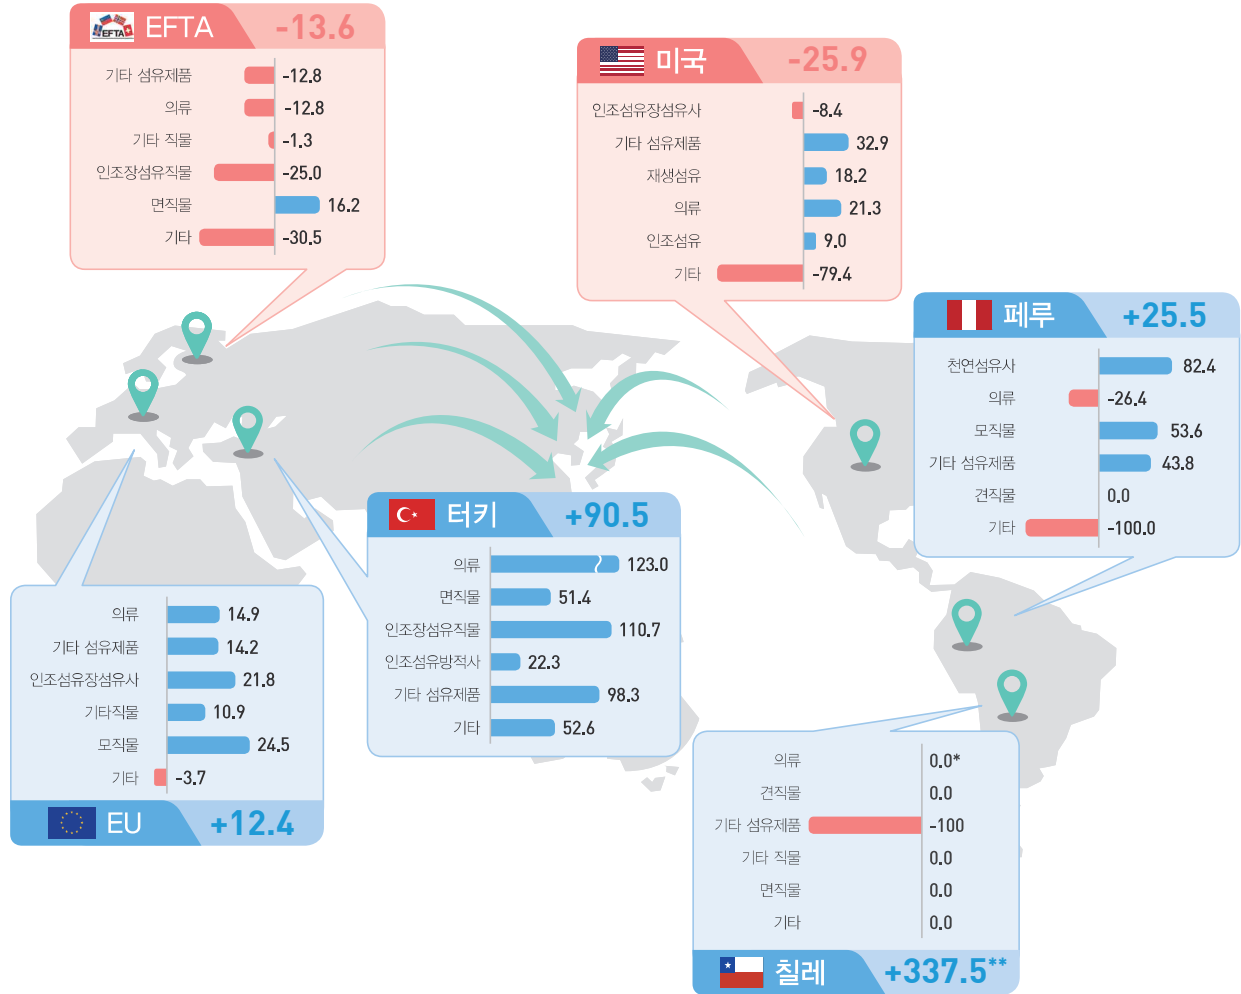 EFTA
EFTA -13.6
기타 섬유제품 -12.8
의류 -12.8
기타 직물 -1.3
인조장섬유직물 -25.0
면직물 16.2
기타 -30.5
미국 -25.9
인조섬유장섬유사 -8.4
기타 섬유제품 32.9
재생섬유 18.2
의류 21.3
인조섬유 9.0
기타 -79.4
페루 +25.5
천연섬유사 82.4
의류 -26.4
모직물 53.6
기타 섬유제품 43.8
견직물 0.0
기타 -100.0
터키 +90.5
의류 123.0
면직물 51.4
인조장섬유직물 110.7
인조섬유방적사 22.3
기타 섬유제품 98.3
기타 52.6
의류 14.9
기타 섬유제품 14.2
인조섬유장섬유사 21.8
기타직물 10.9
모직물 24.5
기타 -3.7
EU +12.4
의류 0.0*
견직물 0.0
기타 섬유제품 -100
기타 직물 0.0
면직물 0.0
기타 0.0
칠레 +337.5**